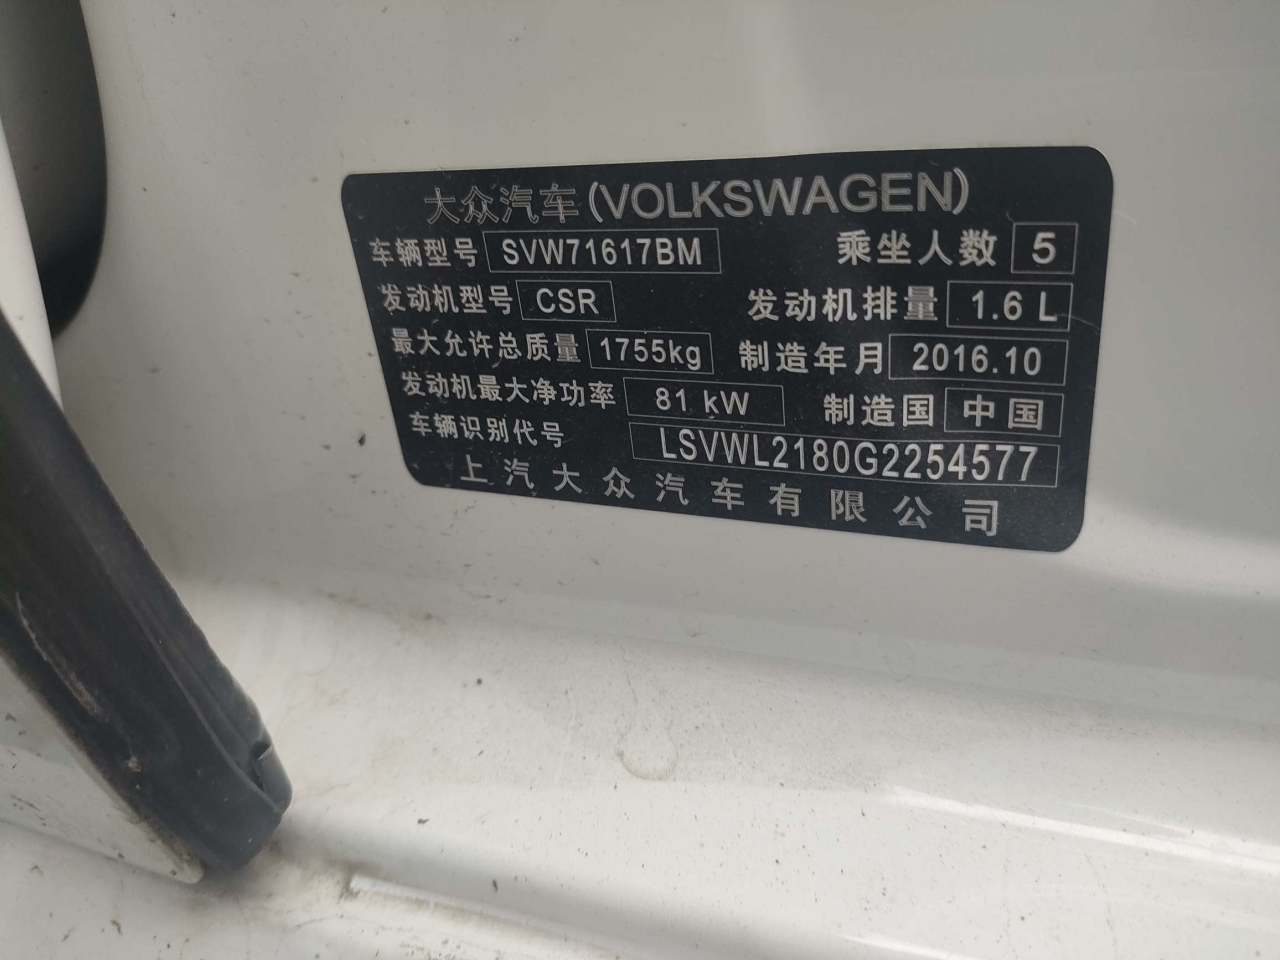 大众汽车(VOLKSWAGEN)
车辆型号 SVW71617BM 乘坐人数 5
发动机型号 CSR 发动机排量 1.6 L
最大允许总质量 1755kg 制造年月 2016.10
发动机最大净功率 81 kW 制造国 中国
车辆识别代号 LSVWL2180G2254577
上汽大众汽车有限公司